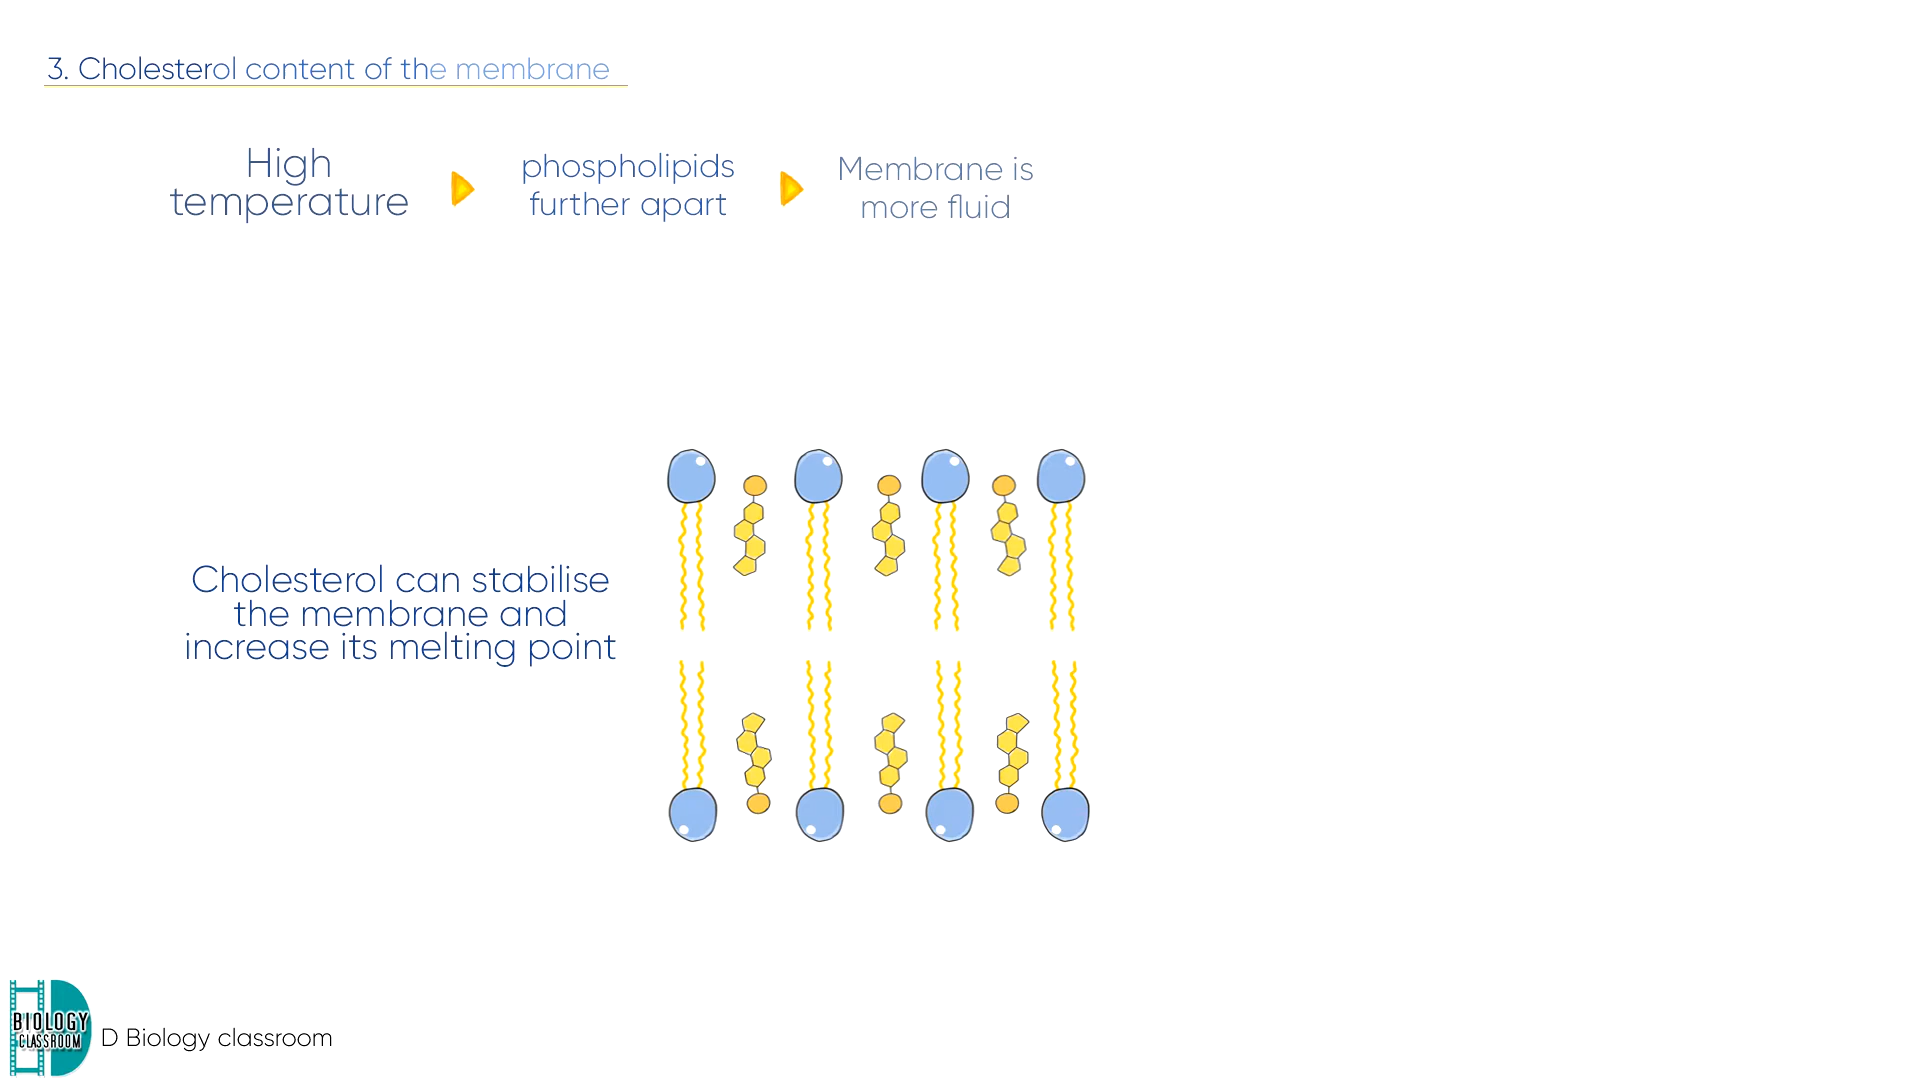 3. Cholesterol content of the membrane
High
temperature
phospholipids
further apart
Membrane is
more fluid
Cholesterol can stabilise
the membrane and
increase its melting point
BIOLOGY
CLASSROOM
D Biology classroom